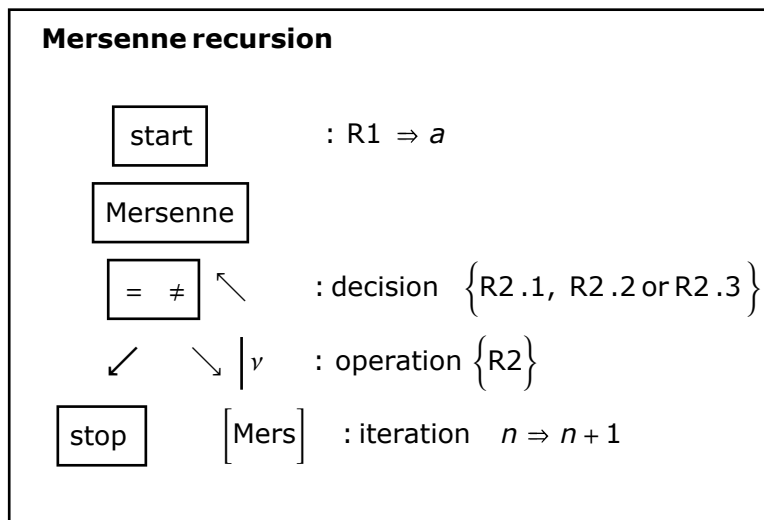 Mersenne recursion
start : R1 ⇒ a
Mersenne
= ≠ ↖ : decision {R2.1, R2.2 or R2.3}
↙ ↘ | ν : operation {R2}
stop [Mers] : iteration n ⇒ n + 1